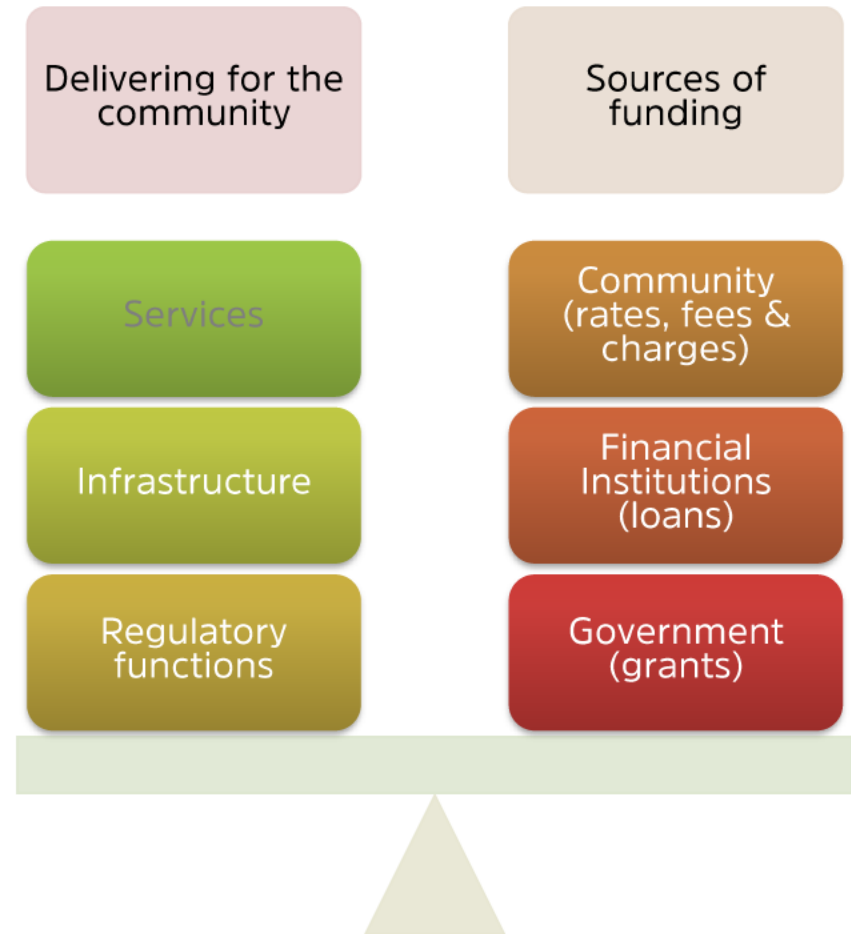 Delivering for the
community
Services
Infrastructure
Regulatory
functions
Sources of
funding
Community
(rates, fees &
charges)
Financial
Institutions
(loans)
Government
(grants)